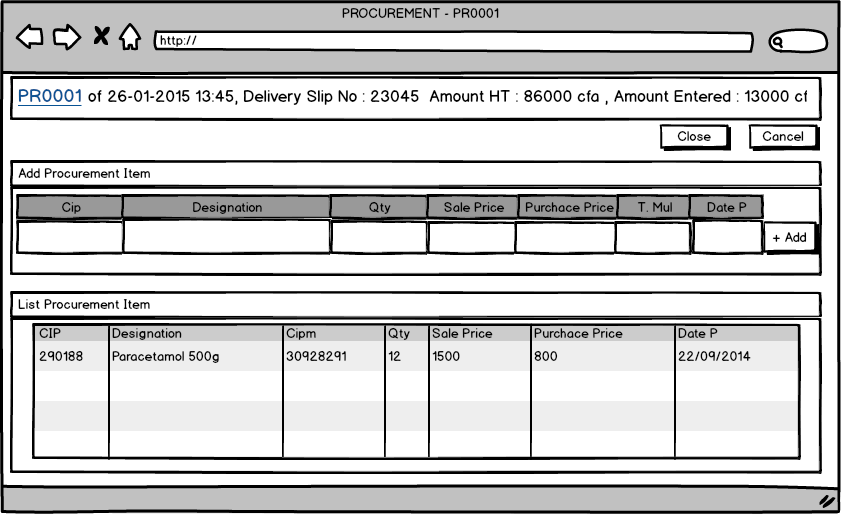 PROCUREMENT - PR0001
http://
PR0001 of 26-01-2015 13:45, Delivery Slip No : 23045 Amount HT : 86000 cfa , Amount Entered : 13000 cf
Close Cancel
Add Procurement Item
Cip Designation Qty Sale Price Purchace Price T. Mul Date P
+ Add
List Procurement Item
CIP Designation Cipm Qty Sale Price Purchace Price Date P
290188 Paracetamol 500g 30928291 12 1500 800 22/09/2014